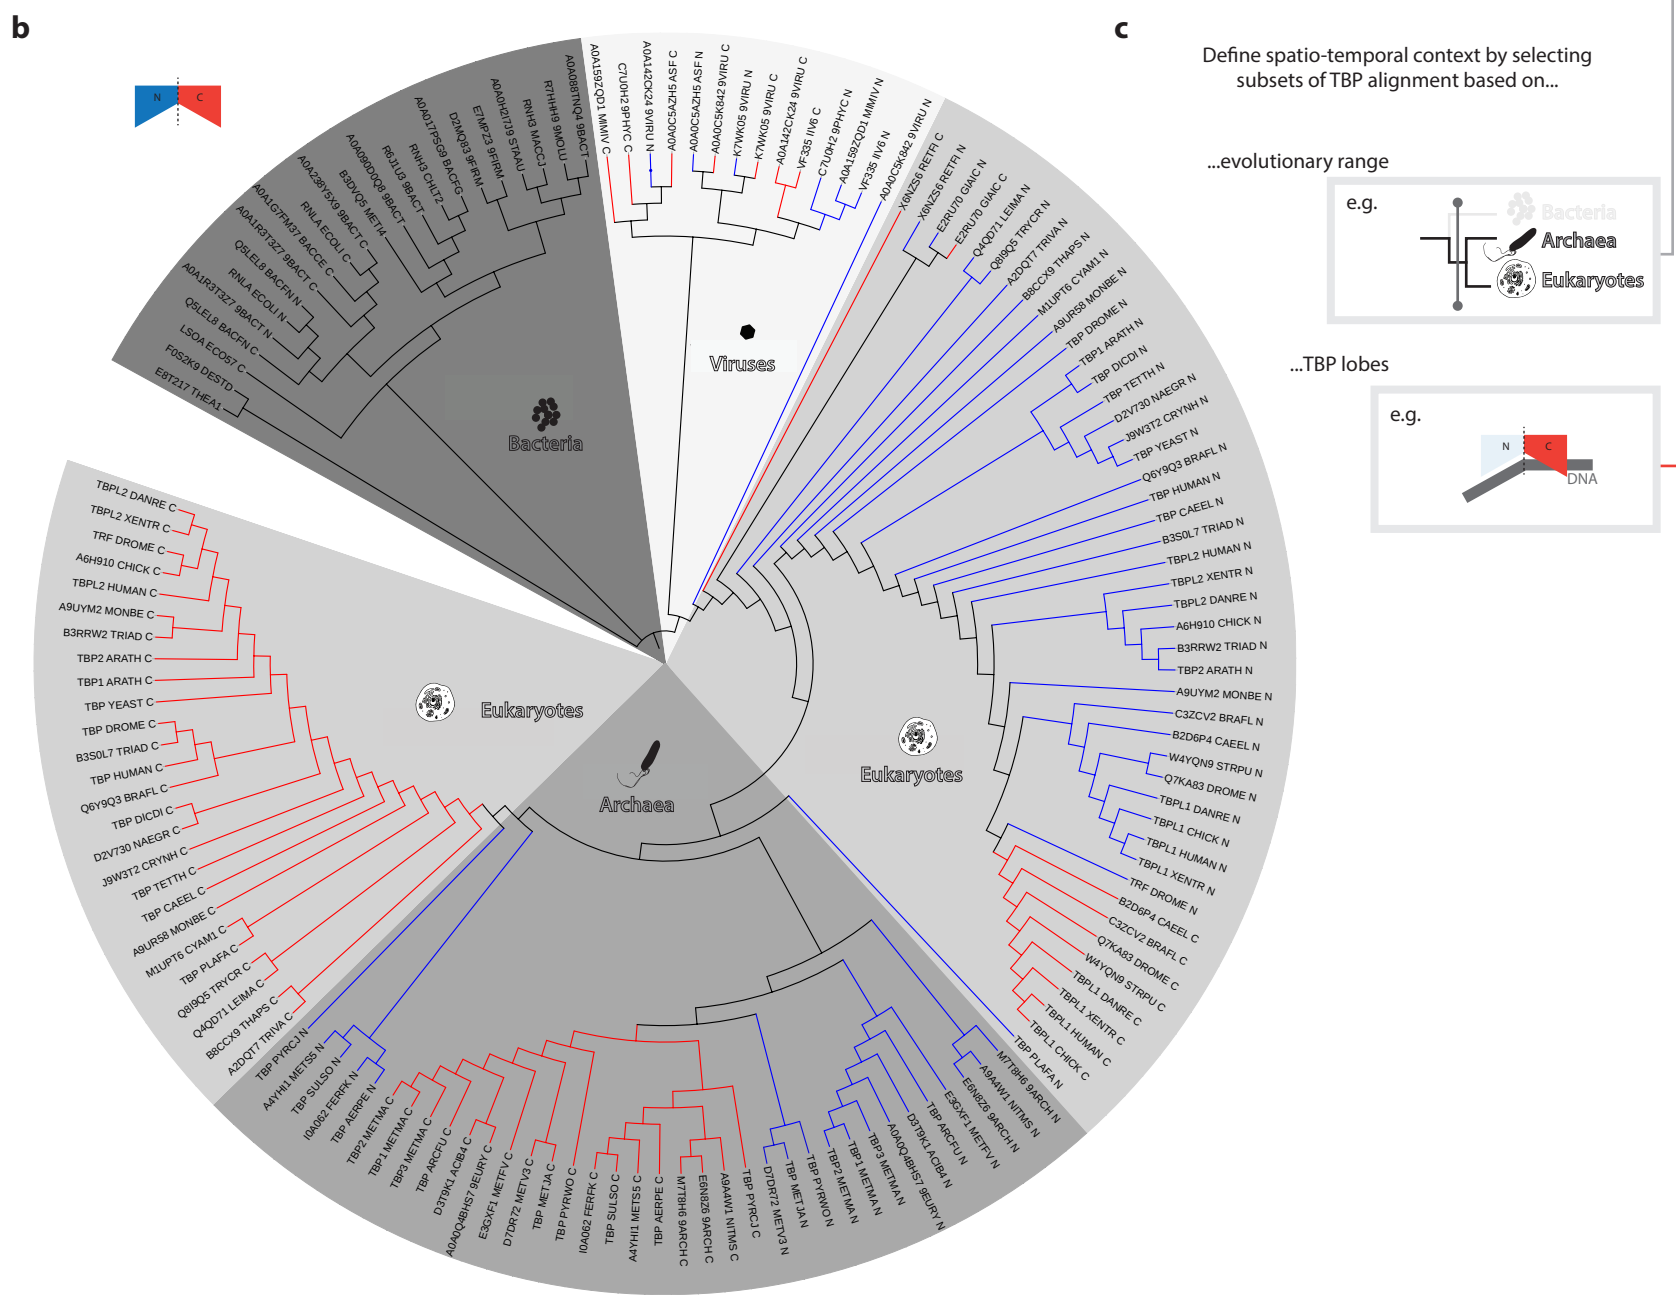 b
N C
E8T217 THEA1
F0S2K9 DESTD
LSOA ECO57 C
Q5LEL8 BACFN C
A0A1R3T3Z7 9BACT N
RNLA ECOLI N
Q5LEL8 BACFN N
A0A1R3T3Z7 9BACT C
A0A1G7FM37 BACCE C
RNLA ECOLI C
A0A238Y5X9 9BACT C
B3DVQ5 METI4
A0A090D0Q8 9BACT
R6J1U3 9BACT
RNH3 CHLT2
A0A017PSG9 BACFG
D2MQ83 9FIRM
E7MPZ3 9FIRM
A0A0H2I7J9 STAAU
RNH3 MACCJ
R7HHH9 9MOLU
A0A088TNQ4 9BACT
A0A159ZQD1 MIMIV C
C7U0H2 9PHYC C
A0A142CK24 9VIRU N
A0A0C5AZH5 ASF C
A0A0C5AZH5 ASF N
A0A0C5K842 9VIRU C
K7WK05 9VIRU N
K7WK05 9VIRU C
A0A142CK24 9VIRU C
VF335 IIV6 C
C7U0H2 9PHYC N
A0A159ZQD1 MIMIV N
VF335 IIV6 N
A0A0C5K842 9VIRU N
X6NZS6 RETFI C
X6NZS6 RETFI N
E2RU70 GIAIC N
E2RU70 GIAIC C
Q4QD71 LEIMA N
Q8I9Q5 TRYCR N
A2DQT7 TRIVA N
B8CCX9 THAPS N
M1UPT6 CYAM1 N
A9UR58 MONBE N
TBP DROME N
TBP1 ARATH N
TBP DICDI N
TBP TETTH N
D2V730 NAEGR N
J9W3T2 CRYNH N
TBP YEAST N
Q6Y9Q3 BRAFL N
TBP HUMAN N
TBP CAEEL N
B3S0L7 TRIAD N
TBPL2 HUMAN N
TBPL2 XENTR N
TBPL2 DANRE N
A6H910 CHICK N
B3RRW2 TRIAD N
TBP2 ARATH N
A9UYM2 MONBE N
C3ZCV2 BRAFL N
B2D6P4 CAEEL N
W4YQN9 STRPU N
Q7KA83 DROME N
TBPL1 DANRE N
TBPL1 CHICK N
TBPL1 HUMAN N
TBPL1 XENTR N
TRF DROME N
B2D6P4 CAEEL C
C3ZCV2 BRAFL C
Q7KA83 DROME C
W4YQN9 STRPU C
TBPL1 DANRE C
TBPL1 XENTR C
TBPL1 HUMAN C
TBPL1 CHICK C
TBP PLAFA N
M7T8H6 9ARCH N
A9A4W1 NITMS N
E6N8Z6 9ARCH N
E3GXF1 METFV N
TBP ARCFU N
D3T9K1 ACIB4 N
A0A0Q4BHS7 9EURY N
TBP3 METMA N
TBP1 METMA N
TBP2 METMA N
TBP PYRWO N
TBP METJA N
D7DR72 METV3 N
TBP PYRCJ C
A9A4W1 NITMS C
E6N8Z6 9ARCH C
M7T8H6 9ARCH C
TBP AERPE C
A4YHI1 METS5 C
TBP SULSO C
I0A062 FERFK C
TBP PYRWO C
TBP METJA C
D7DR72 METV3 C
E3GXF1 METFV C
A0A0Q4BHS7 9EURY C
D3T9K1 ACIB4 C
TBP ARCFU C
TBP3 METMA C
TBP1 METMA C
TBP2 METMA C
TBP AERPE N
I0A062 FERFK N
TBP SULSO N
A4YHI1 METS5 N
TBP PYRCJ N
A2DQT7 TRIVA C
B8CCX9 THAPS C
Q4QD71 LEIMA C
Q8I9Q5 TRYCR C
TBP PLAFA C
M1UPT6 CYAM1 C
A9UR58 MONBE C
TBP CAEEL C
TBP TETTH C
J9W3T2 CRYNH C
D2V730 NAEGR C
TBP DICDI C
Q6Y9Q3 BRAFL C
TBP HUMAN C
B3S0L7 TRIAD C
TBP DROME C
TBP YEAST C
TBP1 ARATH C
TBP2 ARATH C
B3RRW2 TRIAD C
A9UYM2 MONBE C
TBPL2 HUMAN C
A6H910 CHICK C
TRF DROME C
TBPL2 XENTR C
TBPL2 DANRE C
Bacteria
Viruses
Eukaryotes
Archaea
Eukaryotes
c
Define spatio-temporal context by selecting
subsets of TBP alignment based on...
...evolutionary range
e.g.
Bacteria
Archaea
Eukaryotes
...TBP lobes
e.g.
N C
DNA